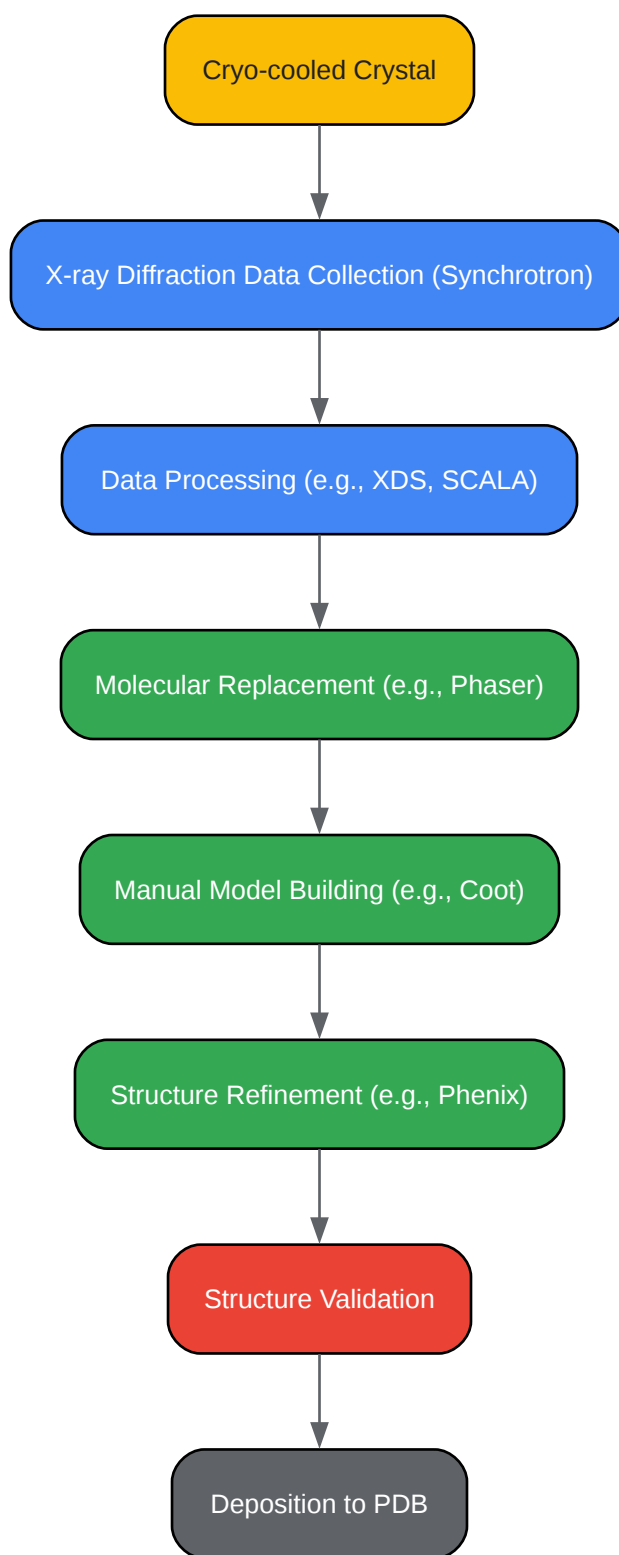 Cryo-cooled Crystal
X-ray Diffraction Data Collection (Synchrotron)
Data Processing (e.g., XDS, SCALA)
Molecular Replacement (e.g., Phaser)
Manual Model Building (e.g., Coot)
Structure Refinement (e.g., Phenix)
Structure Validation
Deposition to PDB